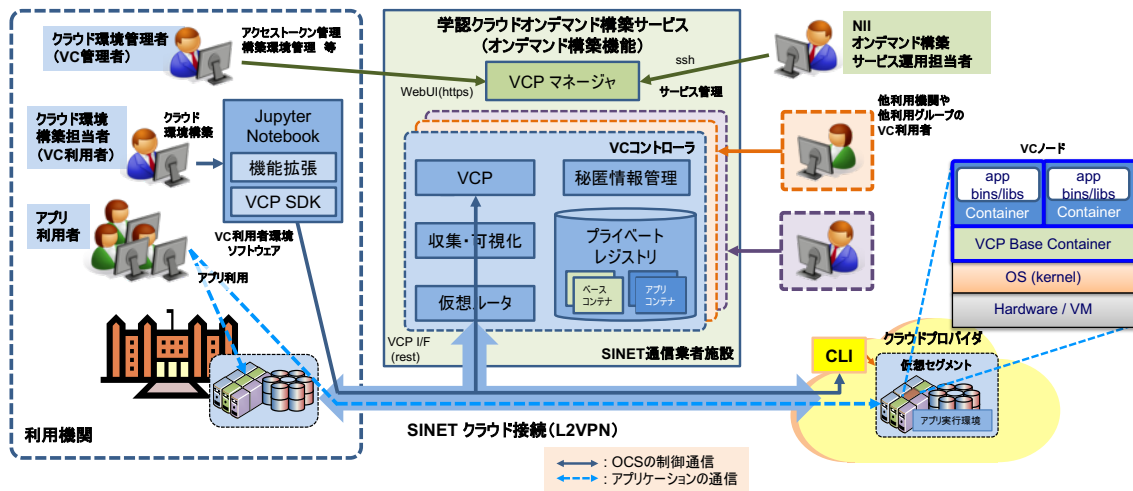 クラウド環境管理者
(VC管理者)
アクセストークン管理
構築環境管理 等
学認クラウドオンデマンド構築サービス
(オンデマンド構築機能)
VCP マネージャ
WebUI(https)
ssh
サービス管理
NII
オンデマンド構築
サービス運用担当者
クラウド環境
構築担当者
(VC利用者)
クラウド
環境構築
Jupyter
Notebook
機能拡張
VCP SDK
VC利用者環境
ソフトウェア
アプリ
利用者
アプリ利用
VCコントローラ
VCP
秘匿情報管理
収集・可視化
プライベート
レジストリ
ベース
コンテナ
アプリ
コンテナ
仮想ルータ
VCP I/F
(rest)
SINET通信業者施設
他利用機関や
他利用グループの
VC利用者
VCノード
app
bins/libs
app
bins/libs
Container
Container
VCP Base Container
OS (kernel)
Hardware / VM
クラウドプロバイダ
CLI
仮想セグメント
アプリ実行環境
利用機関
SINET クラウド接続(L2VPN)
: OCSの制御通信
: アプリケーションの通信